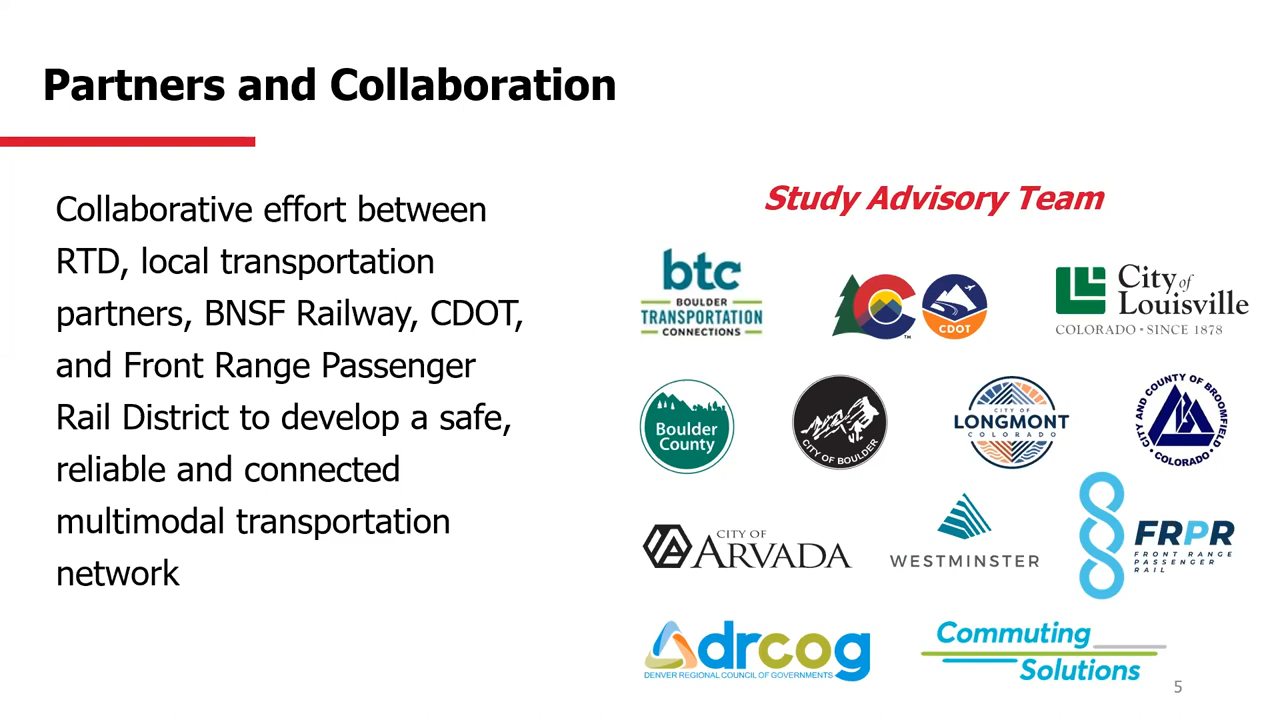 Partners and Collaboration
Collaborative effort between
RTD, local transportation
partners, BNSF Railway, CDOT,
and Front Range Passenger
Rail District to develop a safe,
reliable and connected
multimodal transportation
network
Study Advisory Team
btc
BOULDER
TRANSPORTATION
CONNECTIONS
TM
CDOT
City of
Louisville
COLORADO • SINCE 1878
Boulder
County
CITY OF BOULDER
CITY OF
LONGMONT
COLORADO
CITY AND COUNTY OF BROOMFIELD
• COLORADO •
CITY OF
ARVADA
WESTMINSTER
FRPR
FRONT RANGE
PASSENGER
RAIL
drcog
DENVER REGIONAL COUNCIL OF GOVERNMENTS
Commuting
Solutions
5